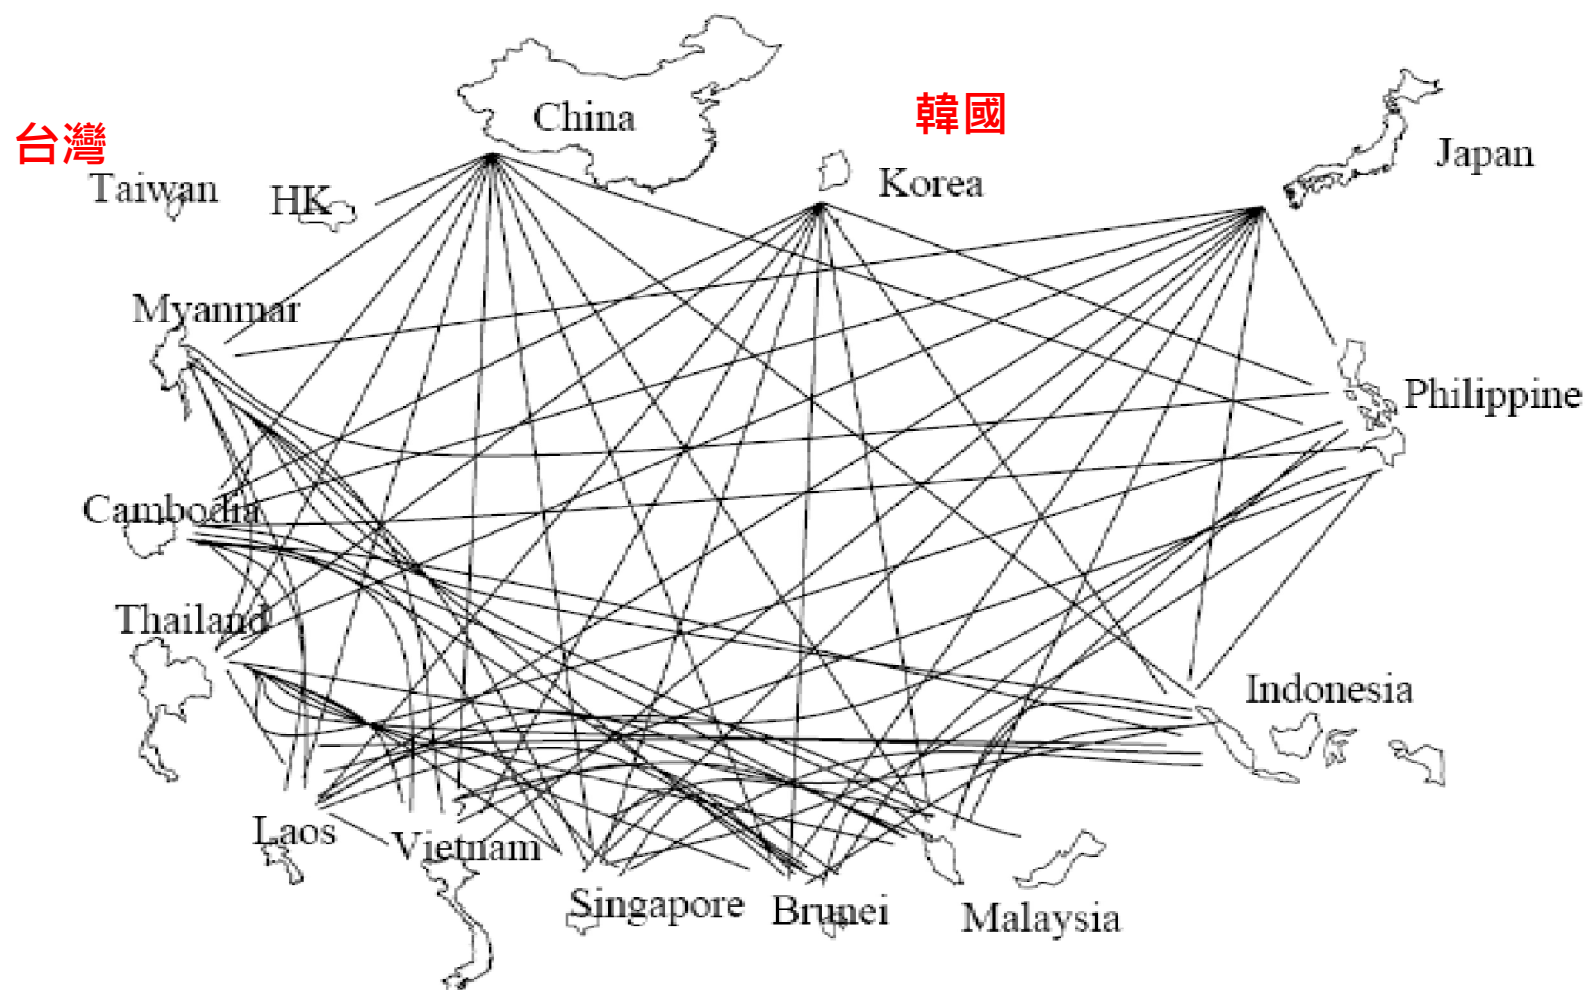 China
韓國
台灣
Japan
Taiwan
HK
Korea
Myanmar
Philippine
Cambodia
Thailand
Indonesia
Laos
Vietnam
Singapore
Brunei
Malaysia